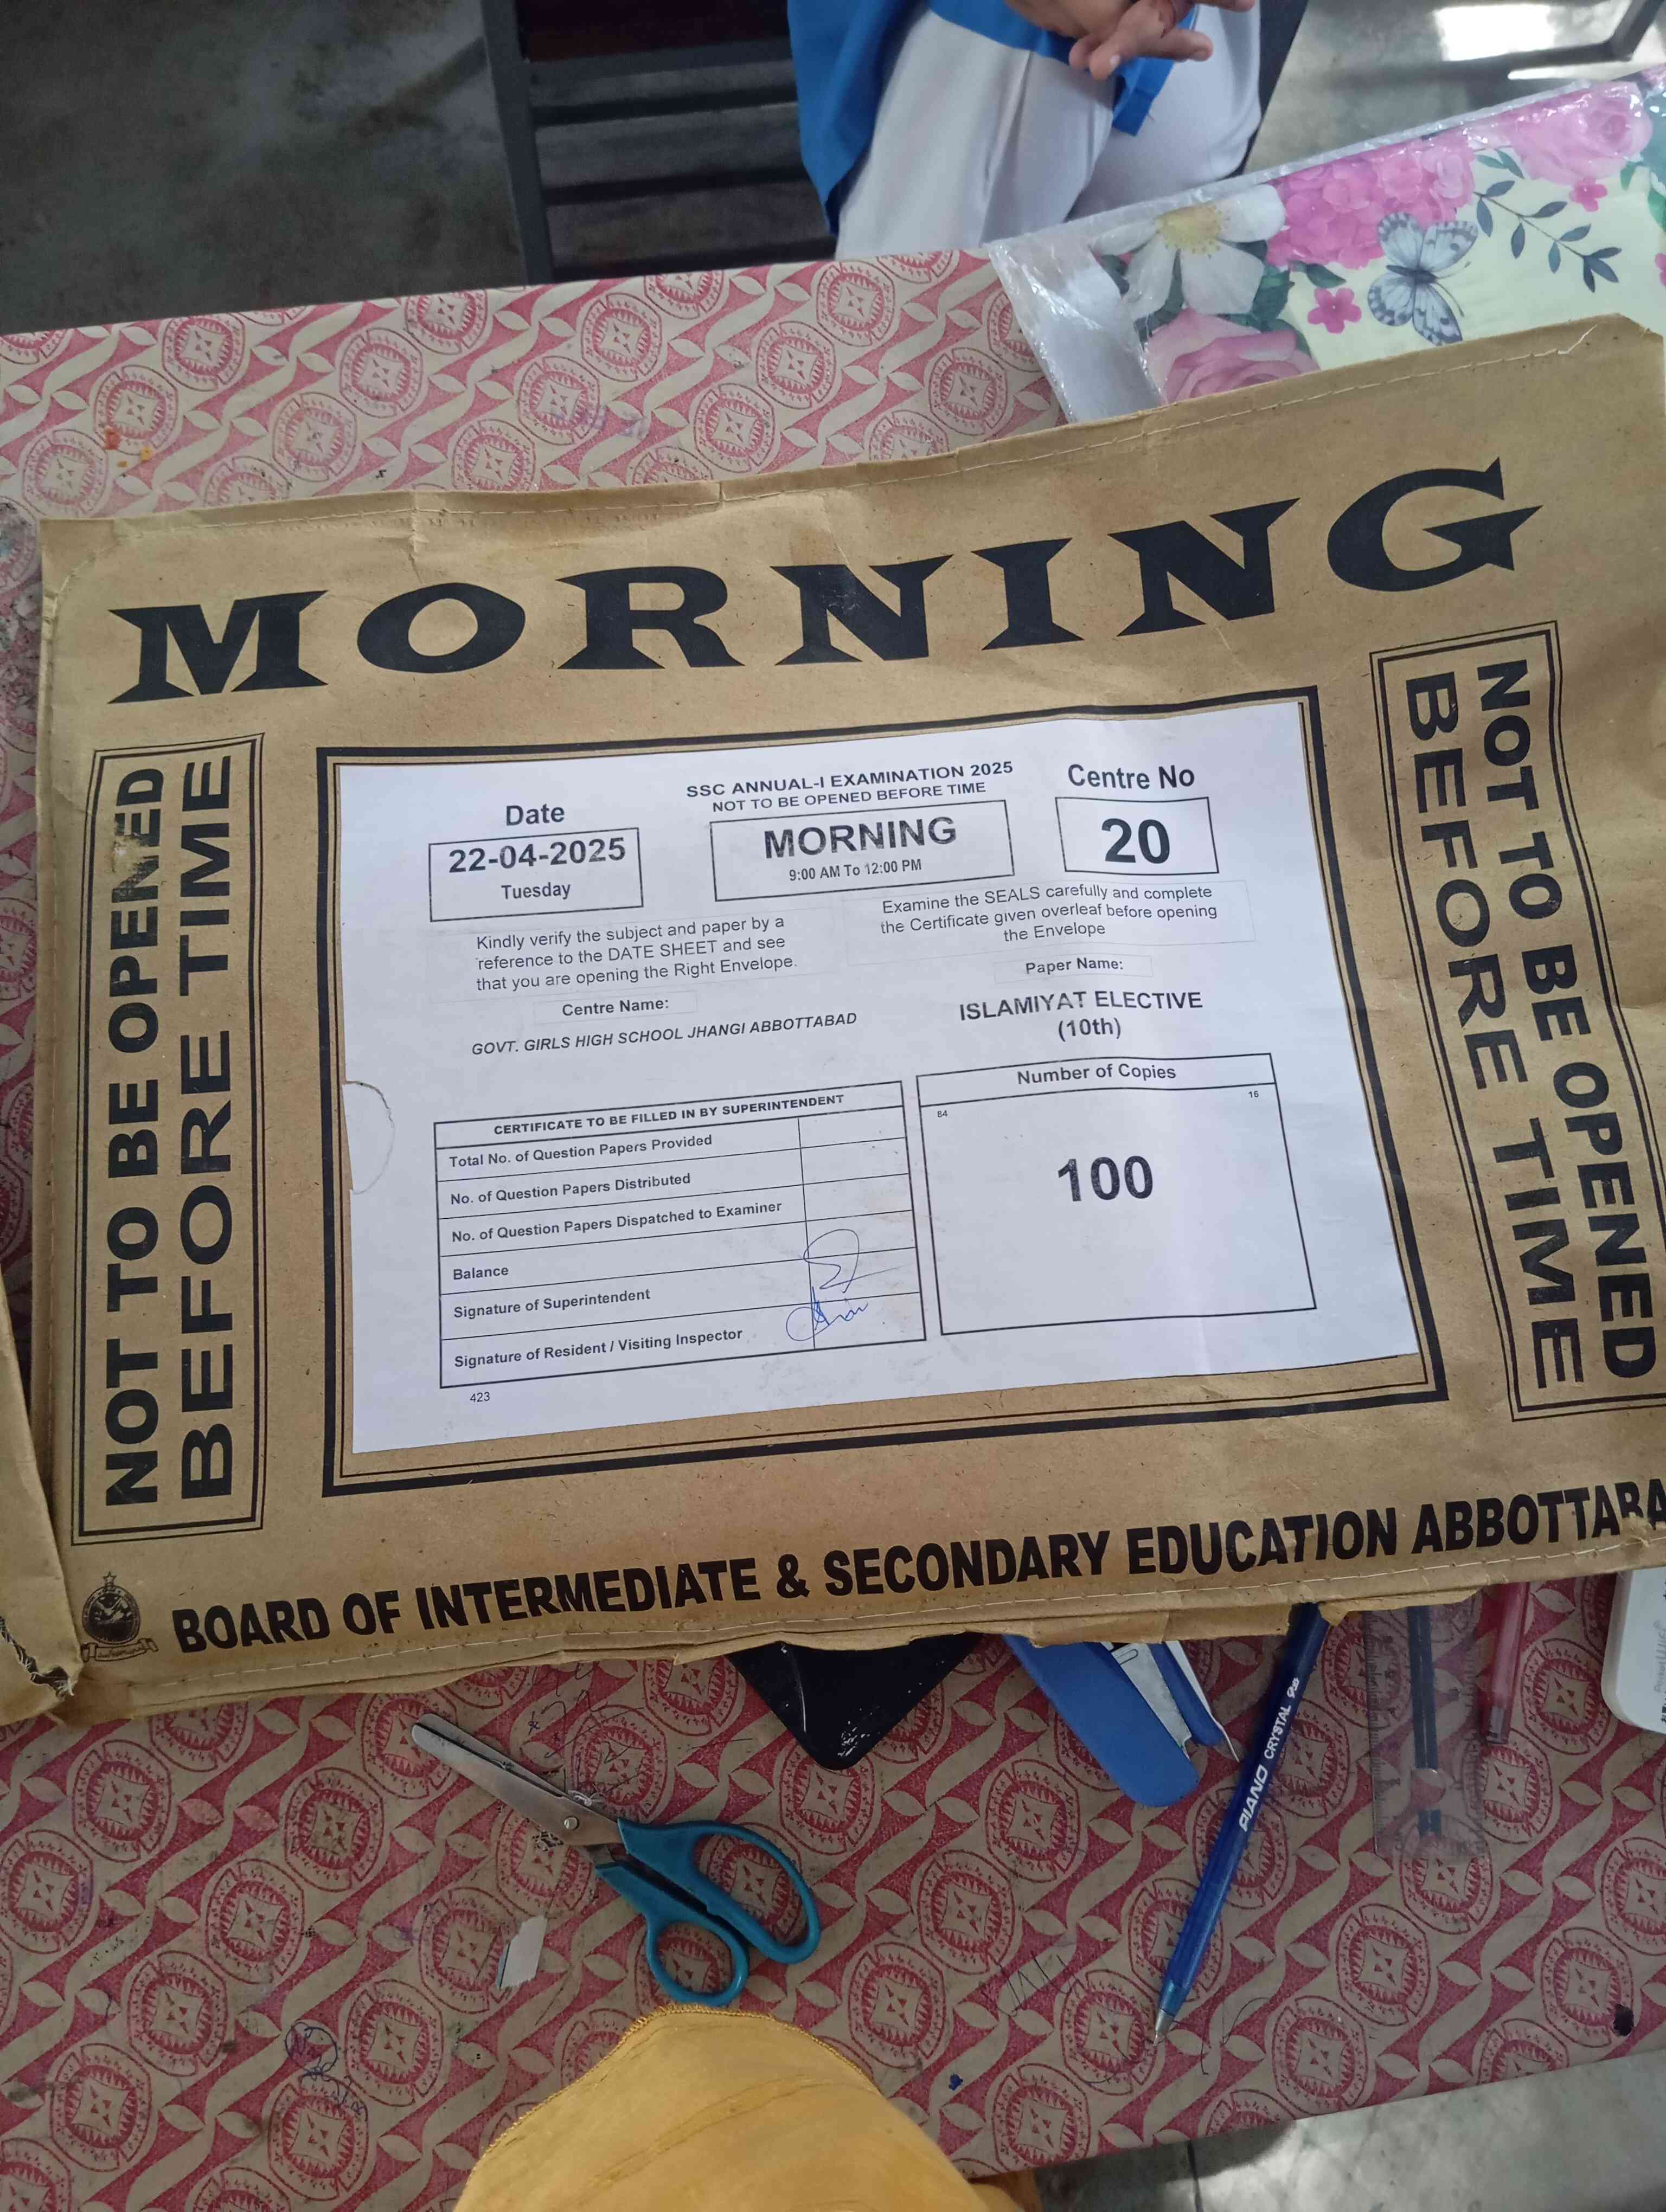 MORNING
NOT TO BE OPENED
BEFORE TIME
SSC ANNUAL-I EXAMINATION 2025
NOT TO BE OPENED BEFORE TIME
Date
22-04-2025
Tuesday
MORNING
9:00 AM To 12:00 PM
Centre No
20
Kindly verify the subject and paper by a
reference to the DATE SHEET and see
that you are opening the Right Envelope.
Examine the SEALS carefully and complete
the Certificate given overleaf before opening
the Envelope
Centre Name:
GOVT. GIRLS HIGH SCHOOL JHANGI ABBOTTABAD
Paper Name:
ISLAMIYAT ELECTIVE
(10th)
CERTIFICATE TO BE FILLED IN BY SUPERINTENDENT
Total No. of Question Papers Provided
No. of Question Papers Distributed
No. of Question Papers Dispatched to Examiner
Balance
Signature of Superintendent
Signature of Resident / Visiting Inspector
423
Number of Copies
84
16
100
NOT TO BE OPENED
BEFORE TIME
BOARD OF INTERMEDIATE & SECONDARY EDUCATION ABBOTTABA
PIANO CRYSTAL